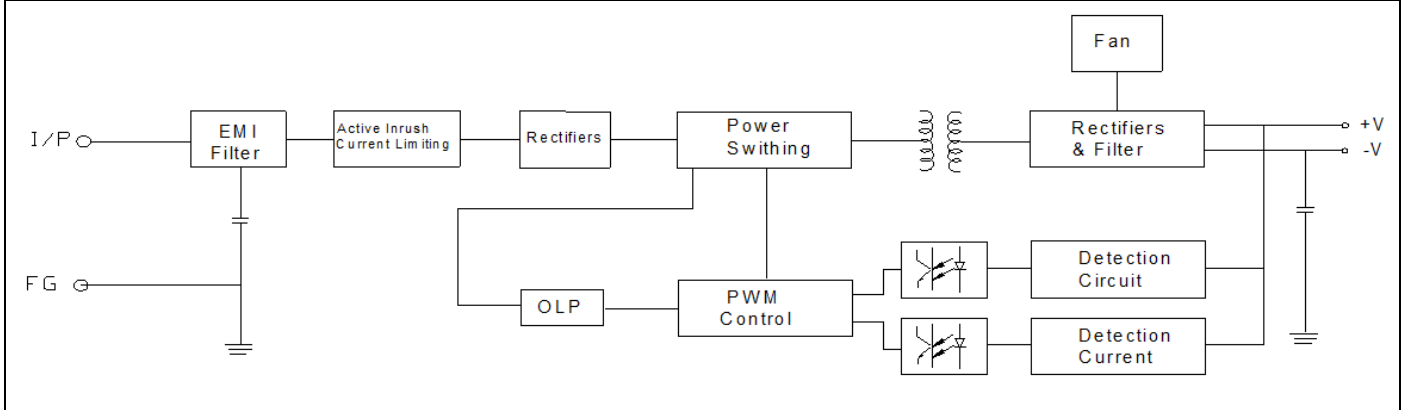 Fan
I/P
EMI
Filter
Active Inrush
Current Limiting
Rectifiers
Power
Swithing
Rectifiers
& Filter
+V
-V
FG
OLP
PWM
Control
Detection
Circuit
Detection
Current